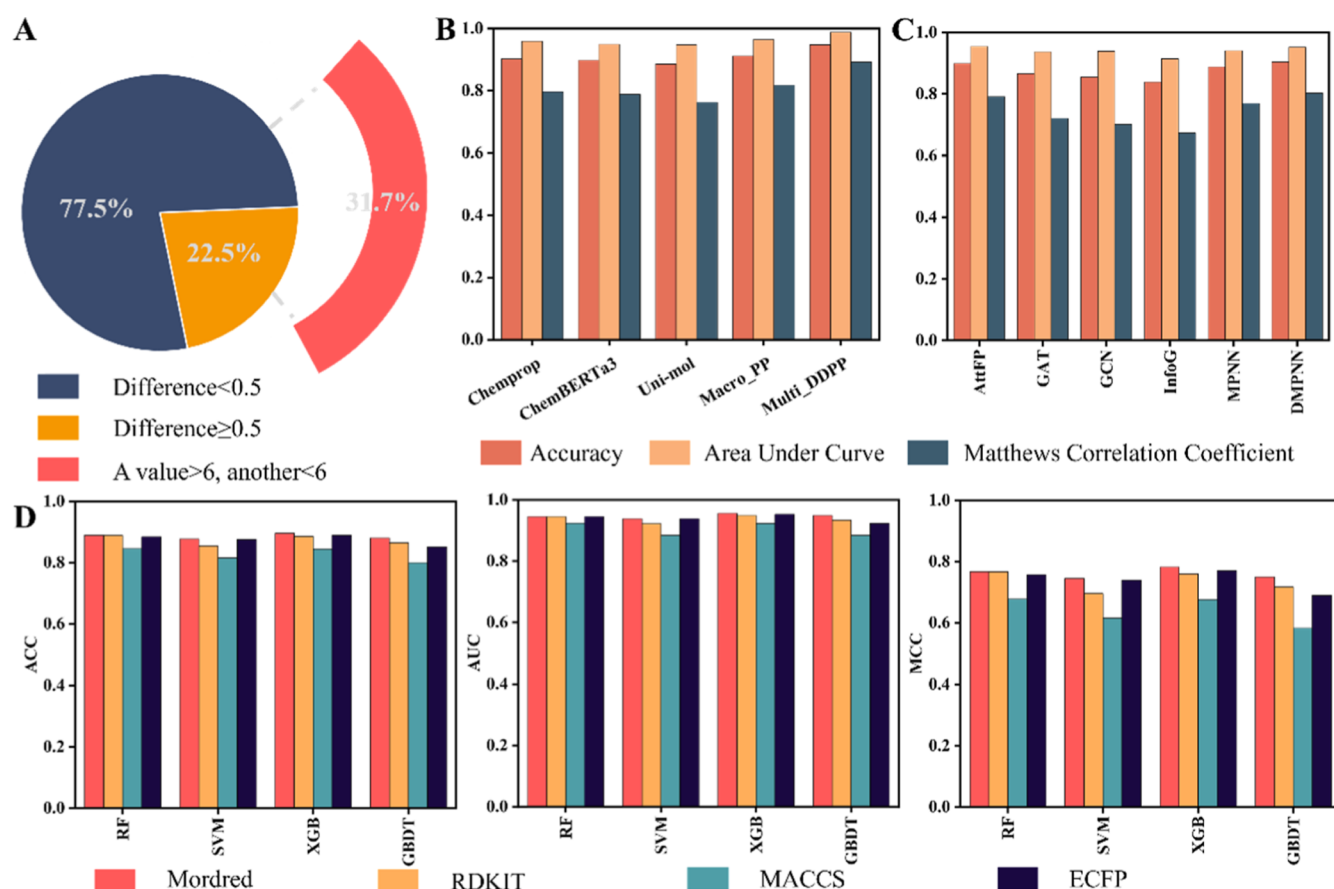 A
77.5%
22.5%
31.7%
Difference<0.5
Difference≥0.5
A value>6, another<6
B
1.0
0.8
0.6
0.4
0.2
0.0
Chemprop
ChemBERTa3
Uni-mol
Macro_PP
Multi_DDPP
C
1.0
0.8
0.6
0.4
0.2
0.0
AttFP
GAT
GCN
InfoG
MPNN
DMPNN
Accuracy
Area Under Curve
Matthews Correlation Coefficient
D
ACC
1.0
0.8
0.6
0.4
0.2
0.0
RF
SVM
XGB
GBDT
AUC
1.0
0.8
0.6
0.4
0.2
0.0
RF
SVM
XGB
GBDT
MCC
1.0
0.8
0.6
0.4
0.2
0.0
RF
SVM
XGB
GBDT
Mordred
RDKIT
MACCS
ECFP